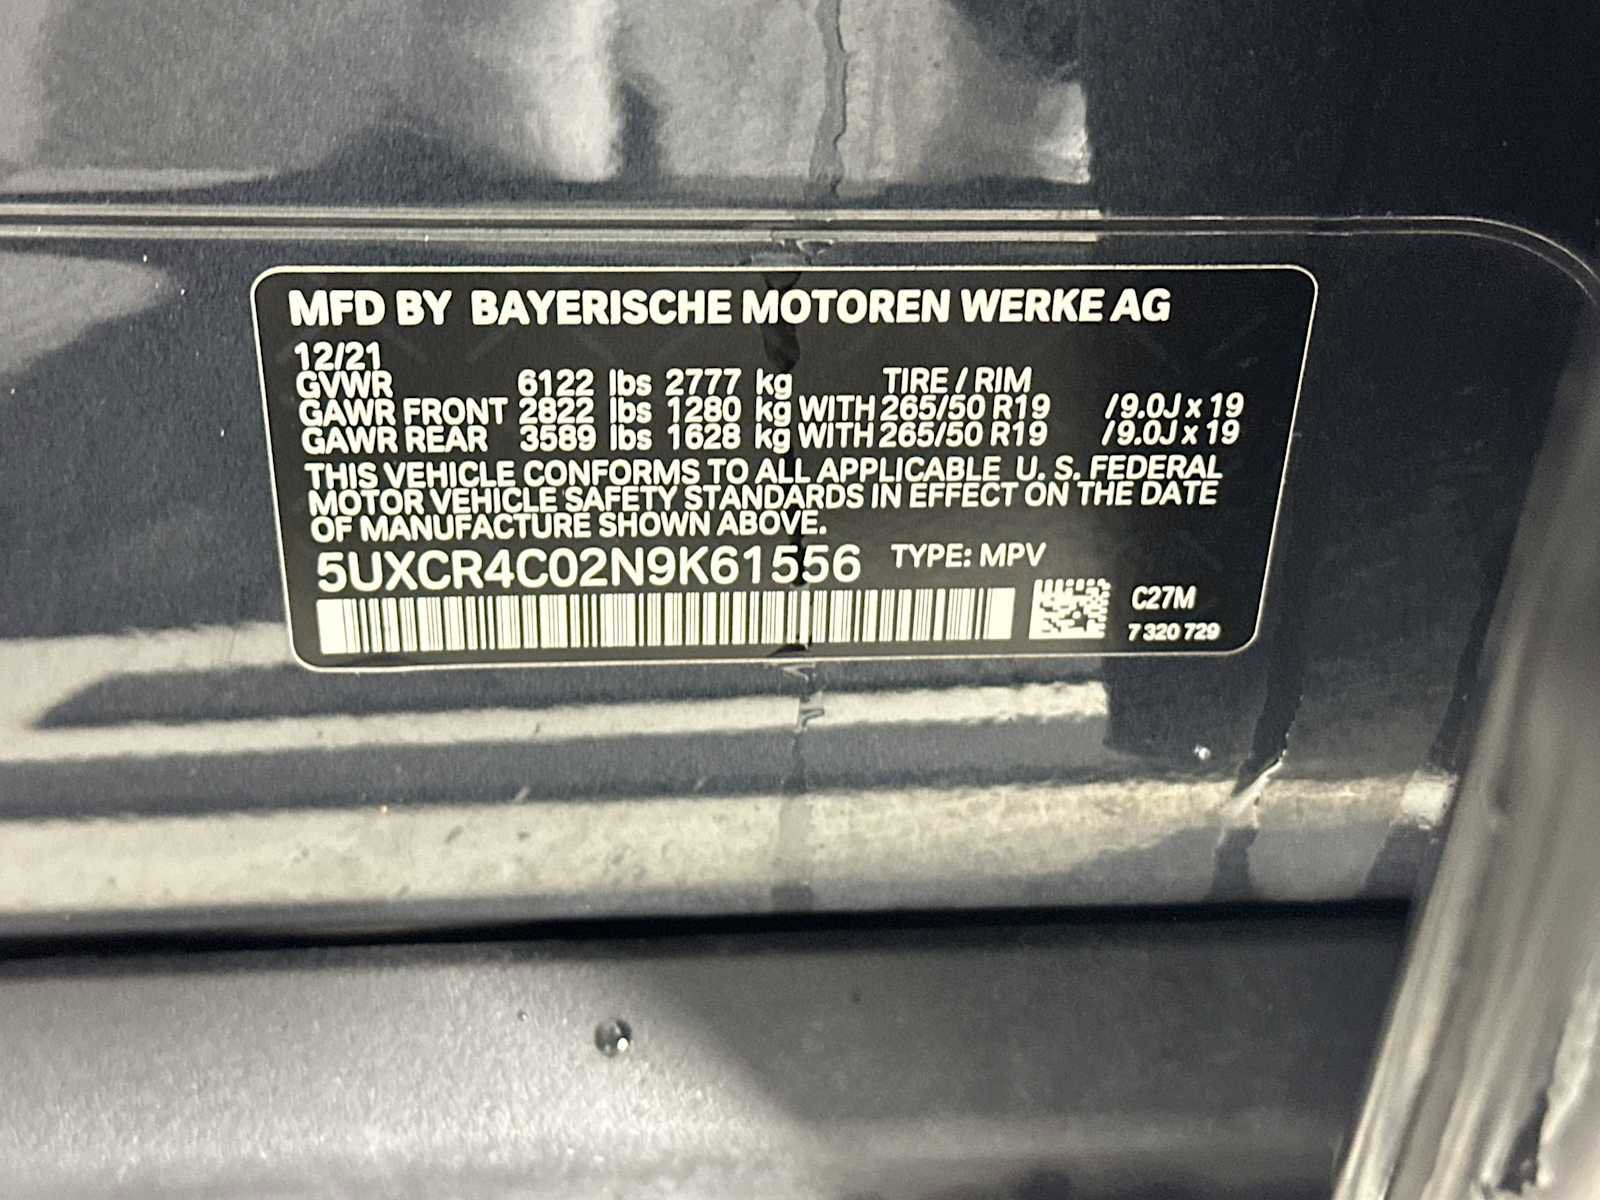 MFD BY BAYERISCHE MOTOREN WERKE AG
12/21
GVWR 6122 lbs 2777 kg TIRE / RIM
GAWR FRONT 2822 lbs 1280 kg WITH 265/50 R19 / 9.0J x 19
GAWR REAR 3589 lbs 1628 kg WITH 265/50 R19 / 9.0J x 19
THIS VEHICLE CONFORMS TO ALL APPLICABLE U. S. FEDERAL
MOTOR VEHICLE SAFETY STANDARDS IN EFFECT ON THE DATE
OF MANUFACTURE SHOWN ABOVE.
5UXCR4C02N9K61556 TYPE: MPV
C27M
7 320 729